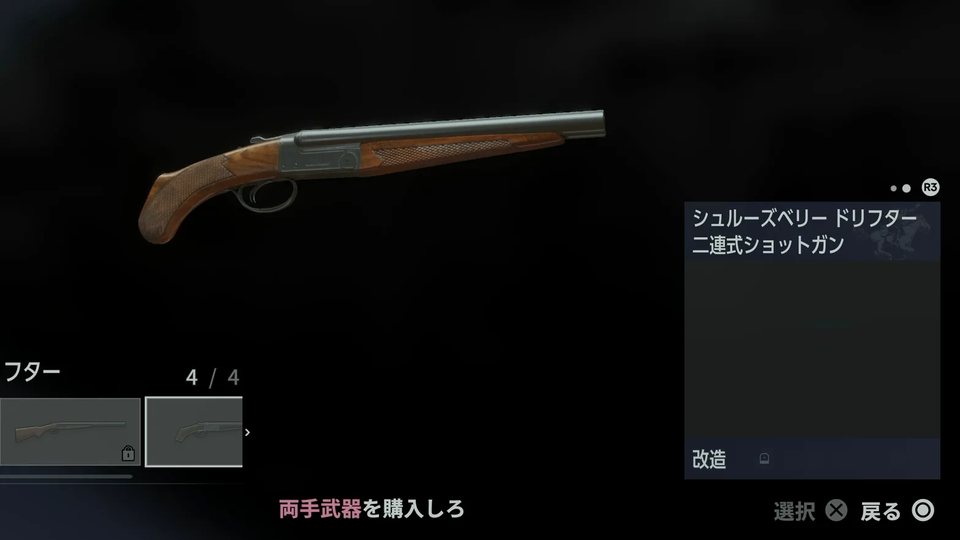 R3
シュルーズベリー ドリフター
二連式ショットガン
フター
4 / 4
改造
両手武器を購入しろ
選択 戻る